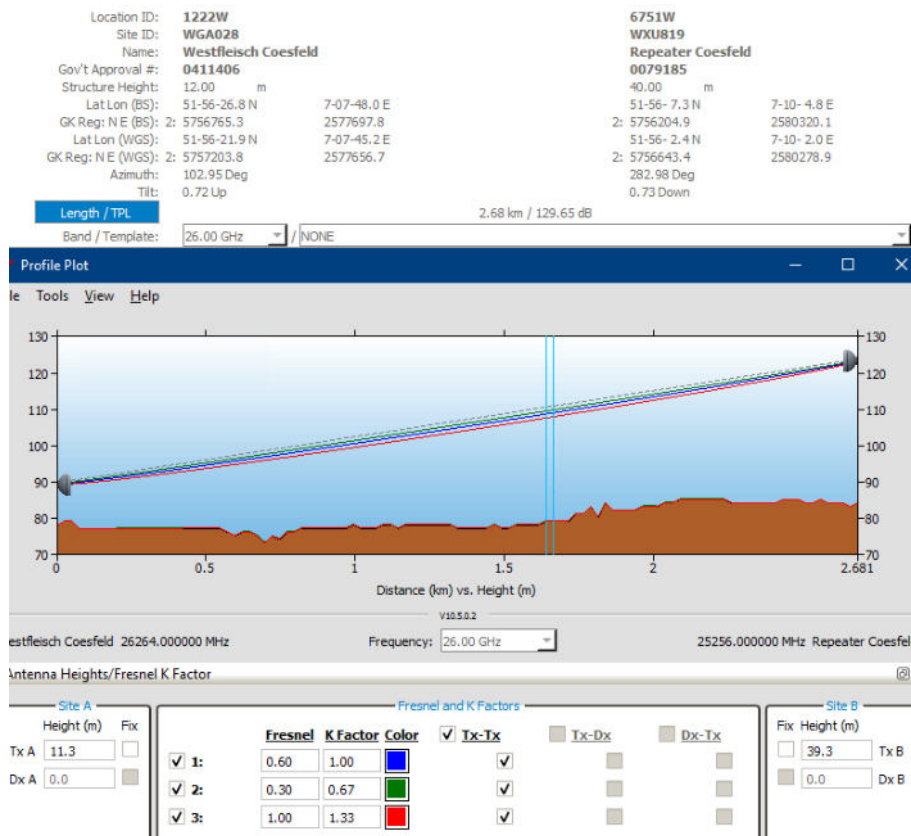 Location ID: 1222W 6751W
Site ID: WGA028 WXU819
Name: Westfleisch Coesfeld Repeater Coesfeld
Gov't Approval #: 0411406 0079185
Structure Height: 12.00 m 40.00 m
Lat Lon (BS): 51-56-26.8 N 7-07-48.0 E 51-56- 7.3 N 7-10- 4.8 E
GK Reg: N E (BS): 2: 5756765.3 2577697.8 2: 5756204.9 2580320.1
Lat Lon (WGS): 51-56-21.9 N 7-07-45.2 E 51-56- 2.4 N 7-10- 2.0 E
GK Reg: N E (WGS): 2: 5757203.8 2577656.7 2: 5756643.4 2580278.9
Azimuth: 102.95 Deg 282.98 Deg
Tilt: 0.72 Up 0.73 Down
Length / TPL 2.68 km / 129.65 dB
Band / Template: 26.00 GHz / NONE
Profile Plot
le Tools View Help
130 130
120 120
110 110
100 100
90 90
80 80
70 70
0 0.5 1 1.5 2 2.681
Distance (km) vs. Height (m)
V10.5.0.2
estfleisch Coesfeld 26264.000000 MHz Frequency: 26.00 GHz 25256.000000 MHz Repeater Coesfel
Antenna Heights/Fresnel K Factor
Site A Fresnel and K Factors Site B
Height (m) Fix Fresnel K Factor Color Tx-Tx Tx-Dx Dx-Tx Fix Height (m)
Tx A 11.3 1: 0.60 1.00 39.3 Tx B
Dx A 0.0 2: 0.30 0.67 0.0 Dx B
3: 1.00 1.33